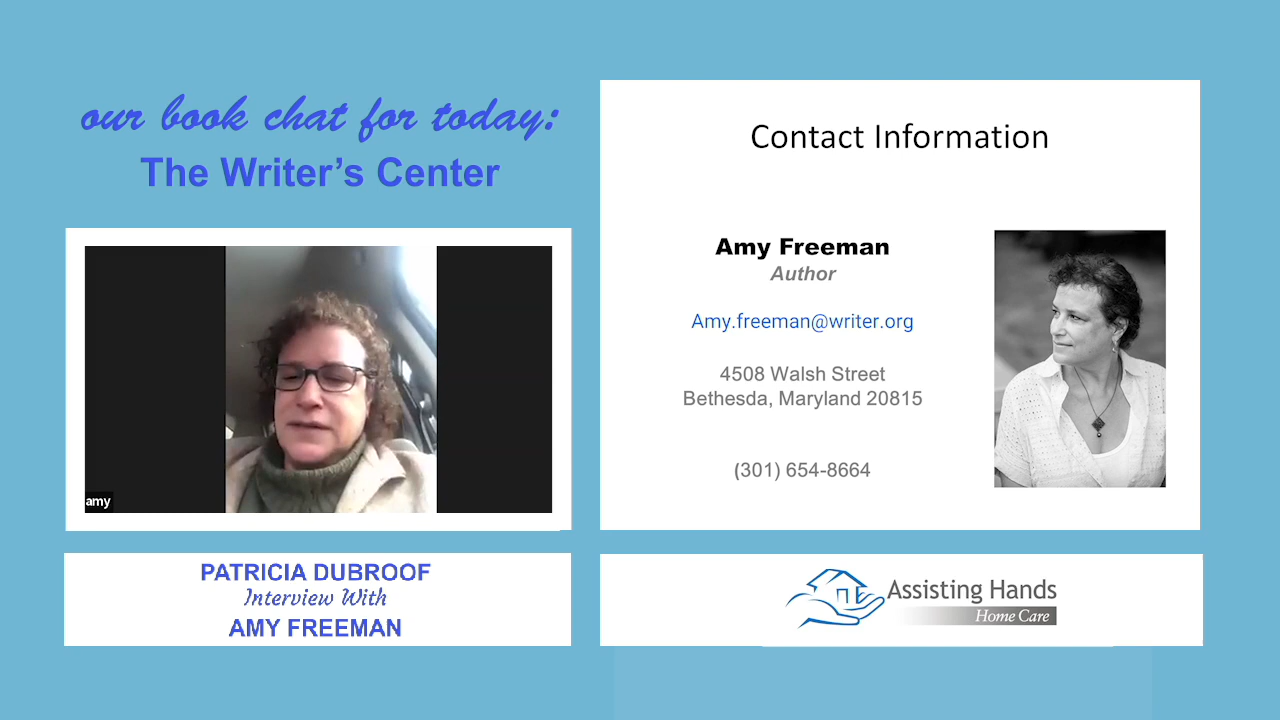 our book chat for today:
The Writer's Center
amy
PATRICIA DUBROOF
Interview With
AMY FREEMAN
Contact Information
Amy Freeman
Author
Amy.freeman@writer.org
4508 Walsh Street
Bethesda, Maryland 20815
(301) 654-8664
Assisting Hands
Home Care